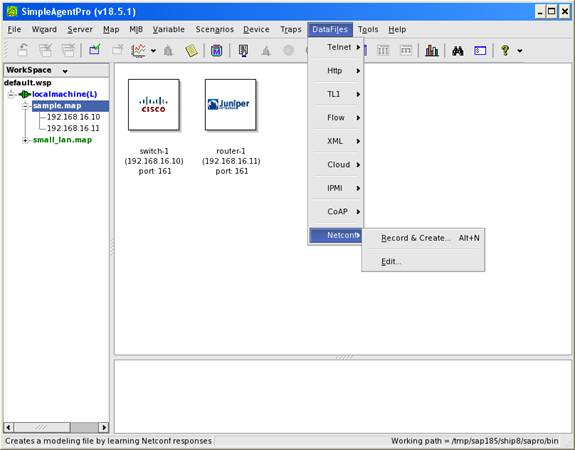 SimpleAgentPro (v18.5.1)
File Wizard Server Map MIB Variable Scenarios Device Traps DataFiles Tools Help
WorkSpace
default.wsp
localmachine(L)
sample.map
192.168.16.10
192.168.16.11
small_lan.map
CISCO
switch-1
(192.168.16.10)
port: 161
Juniper
router-1
(192.168.16.11)
port: 161
Telnet
Http
TL1
Flow
XML
Cloud
IPMI
CoAP
Netconf
Record & Create... Alt+N
Edit...
Creates a modeling file by learning Netconf responses
Working path = /tmp/sap185/ship8/sapro/bin